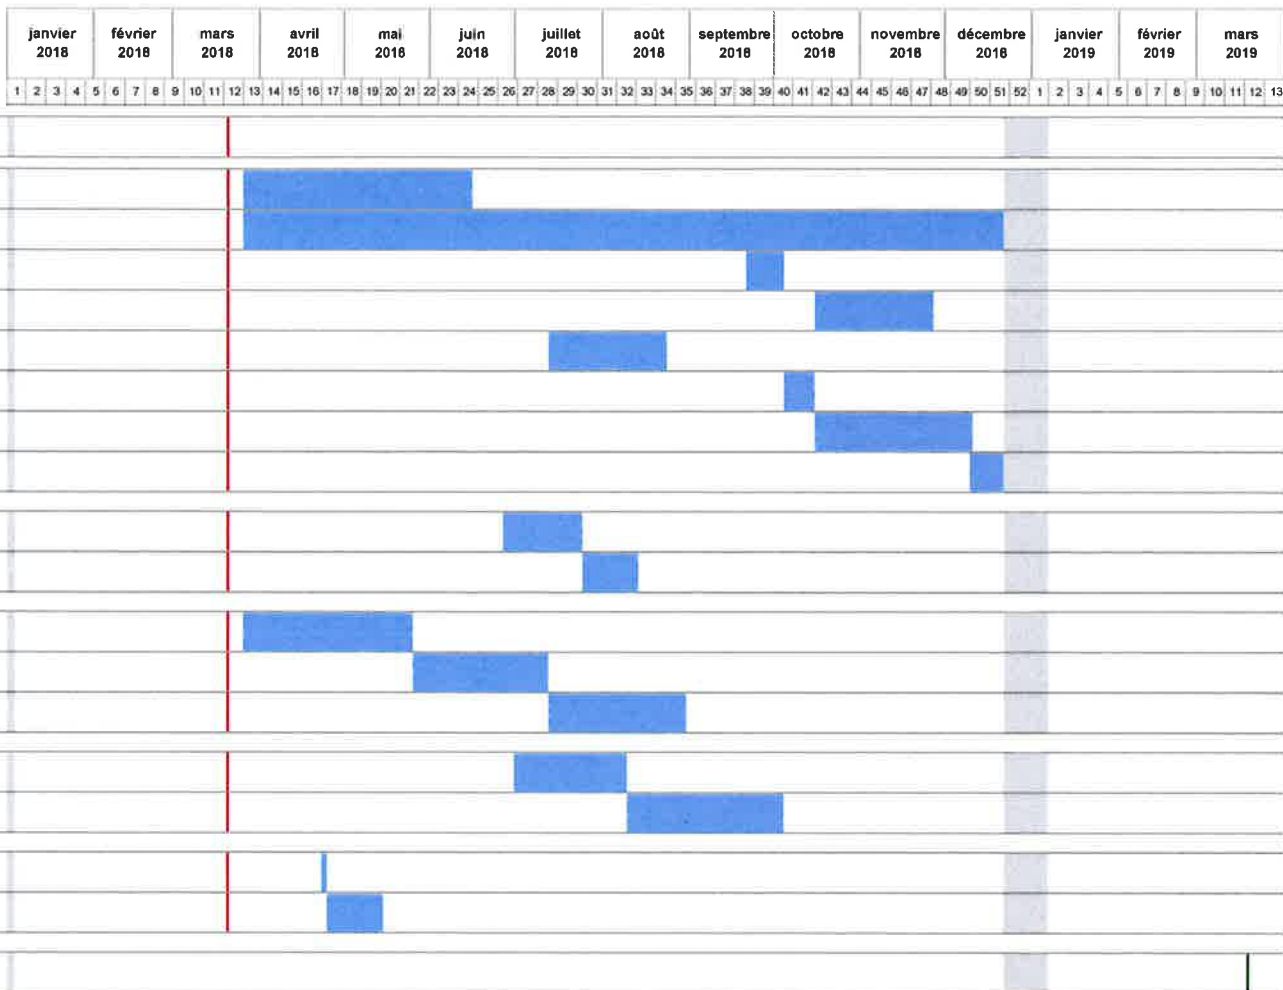 janvier février mars avril mai juin juillet août septembre octobre novembre décembre janvier février mars
2018 2018 2018 2018 2018 2018 2018 2018 2018 2018 2018 2018 2019 2019 2019
1 2 3 4 5 6 7 8 9 10 11 12 13 14 15 16 17 18 19 20 21 22 23 24 25 26 27 28 29 30 31 32 33 34 35 36 37 38 39 40 41 42 43 44 45 46 47 48 49 50 51 52 1 2 3 4 5 6 7 8 9 10 11 12 13